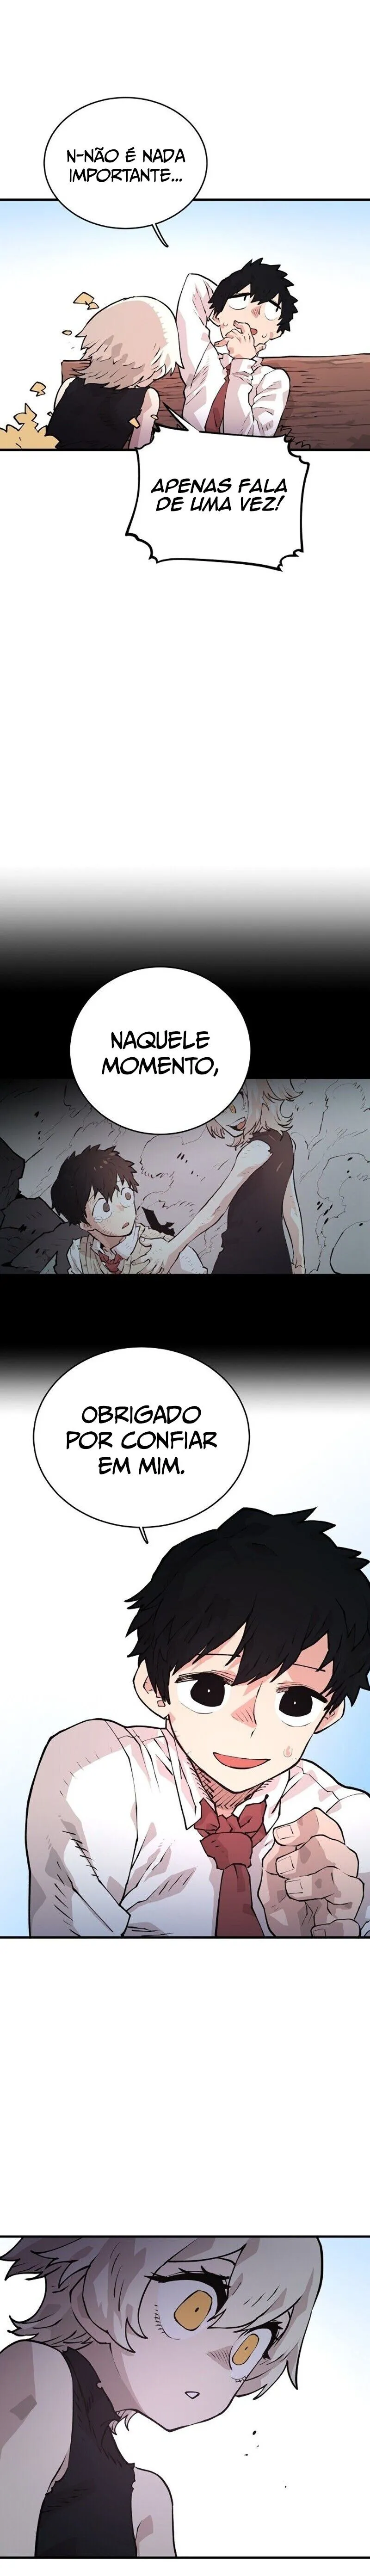 N-NÃO É NADA
IMPORTANTE...
APENAS FALA
DE UMA VEZ!
NAQUELE
MOMENTO,
OBRIGADO
POR CONFIAR
EM MIM.